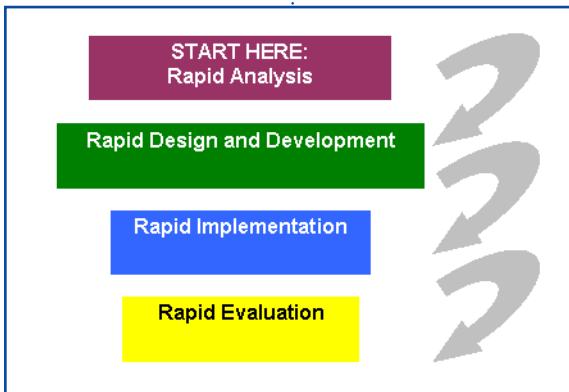 START HERE:
Rapid Analysis
Rapid Design and Development
Rapid Implementation
Rapid Evaluation